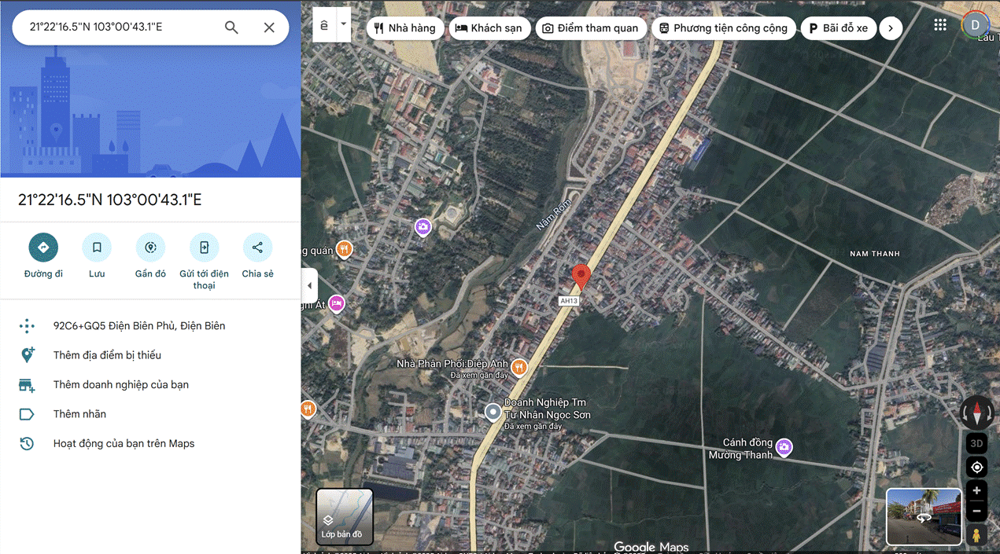 21°22'16.5"N 103°00'43.1"E
ê
Nhà hàng
Khách sạn
Điểm tham quan
Phương tiện công cộng
Bãi đỗ xe
D
21°22'16.5"N 103°00'43.1"E
Đường đi
Lưu
Gần đó
Gửi tới điện
thoại
Chia sẻ
92C6+GQ5 Điện Biên Phủ, Điện Biên
Thêm địa điểm bị thiếu
Thêm doanh nghiệp của bạn
Thêm nhãn
Hoạt động của bạn trên Maps
Nậm Rốm
g quán
NAM THANH
AH13
Nhà Phân Phối:Diệp Anh
Đã xem gần đây
Doanh Nghiệp Tm
Tư Nhân Ngọc Sơn
Đã xem gần đây
Cánh đồng
Mường Thanh
3D
Lớp bản đồ
Google Maps